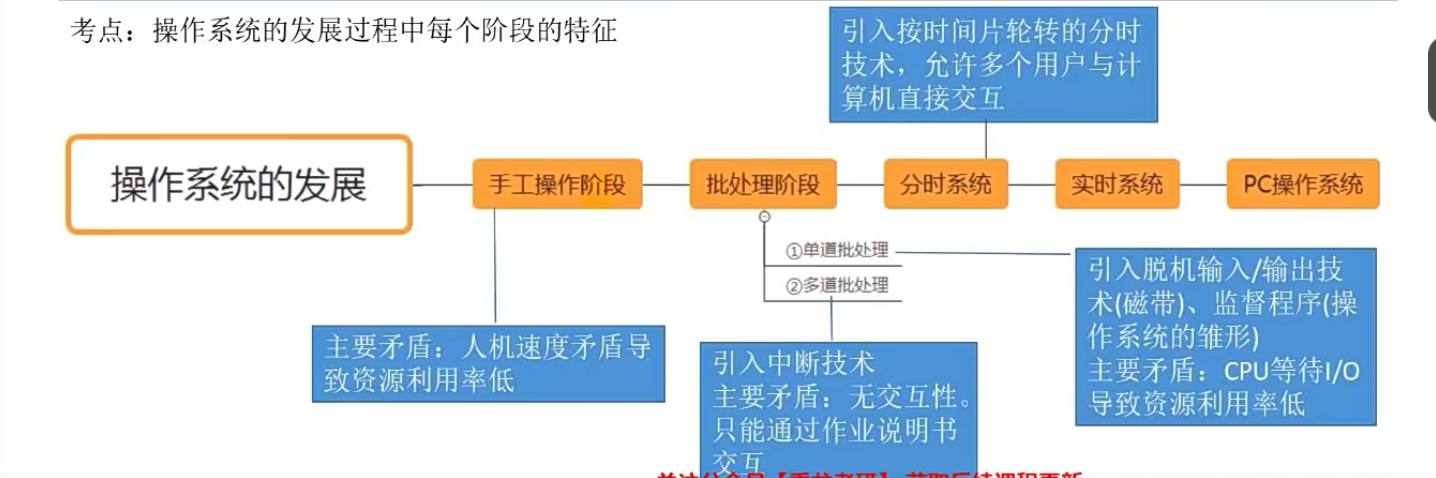 考点：操作系统的发展过程中每个阶段的特征
引入按时间片轮转的分时
技术，允许多个用户与计
算机直接交互
操作系统的发展
手工操作阶段
批处理阶段
分时系统
实时系统
PC操作系统
①单道批处理
②多道批处理
引入脱机输入/输出技
术(磁带)、监督程序(操
作系统的雏形)
主要矛盾：CPU等待I/O
导致资源利用率低
主要矛盾：人机速度矛盾导
致资源利用率低
引入中断技术
主要矛盾：无交互性。
只能通过作业说明书
交互